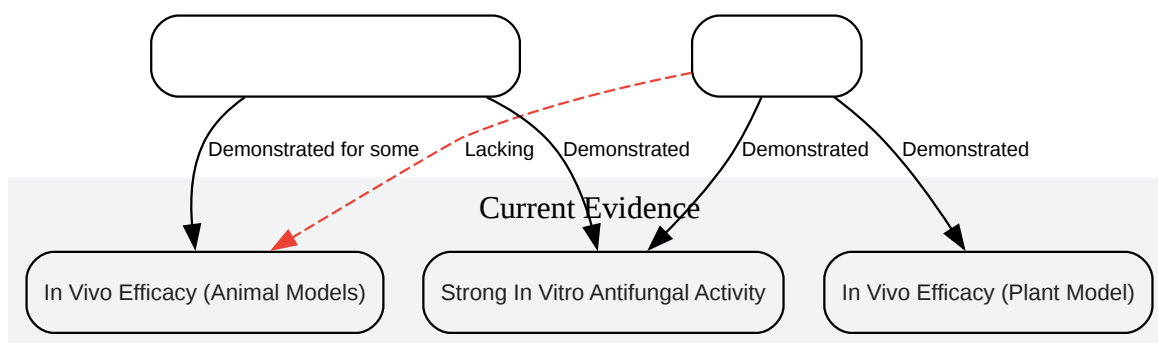 Demonstrated for some
Lacking
Demonstrated
Demonstrated
Demonstrated
Current Evidence
In Vivo Efficacy (Animal Models)
Strong In Vitro Antifungal Activity
In Vivo Efficacy (Plant Model)